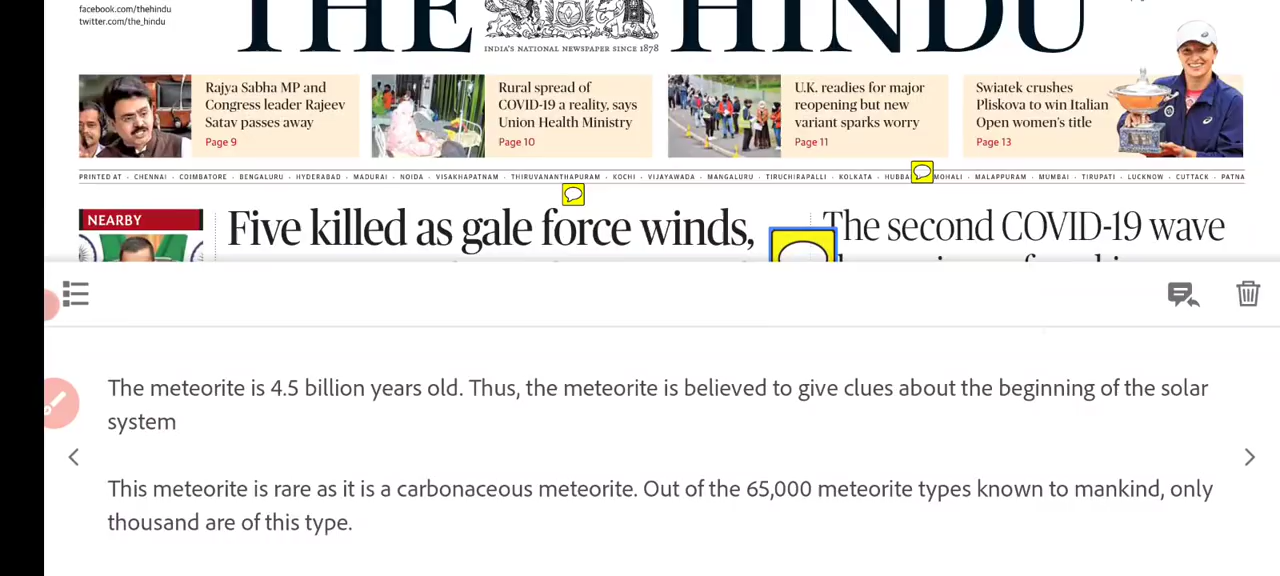 facebook.com/thehindu
twitter.com/the_hindu
THE HINDU
INDIA'S NATIONAL NEWSPAPER SINCE 1878
Rajya Sabha MP and
Congress leader Rajeev
Satav passes away
Page 9
Rural spread of
COVID-19 a reality, says
Union Health Ministry
Page 10
U.K. readies for major
reopening but new
variant sparks worry
Page 11
Swiatek crushes
Pliskova to win Italian
Open women's title
Page 13
PRINTED AT · CHENNAI · COIMBATORE · BENGALURU · HYDERABAD · MADURAI · NOIDA · VISAKHAPATNAM · THIRUVANANTHAPURAM · KOCHI · VIJAYAWADA · MANGALURU · TIRUCHIRAPALLI · KOLKATA · HUBBA MOHALI · MALAPPURAM · MUMBAI · TIRUPATI · LUCKNOW · CUTTACK · PATNA
NEARBY
Five killed as gale force winds,
The second COVID-19 wave
The meteorite is 4.5 billion years old. Thus, the meteorite is believed to give clues about the beginning of the solar
system
This meteorite is rare as it is a carbonaceous meteorite. Out of the 65,000 meteorite types known to mankind, only
thousand are of this type.